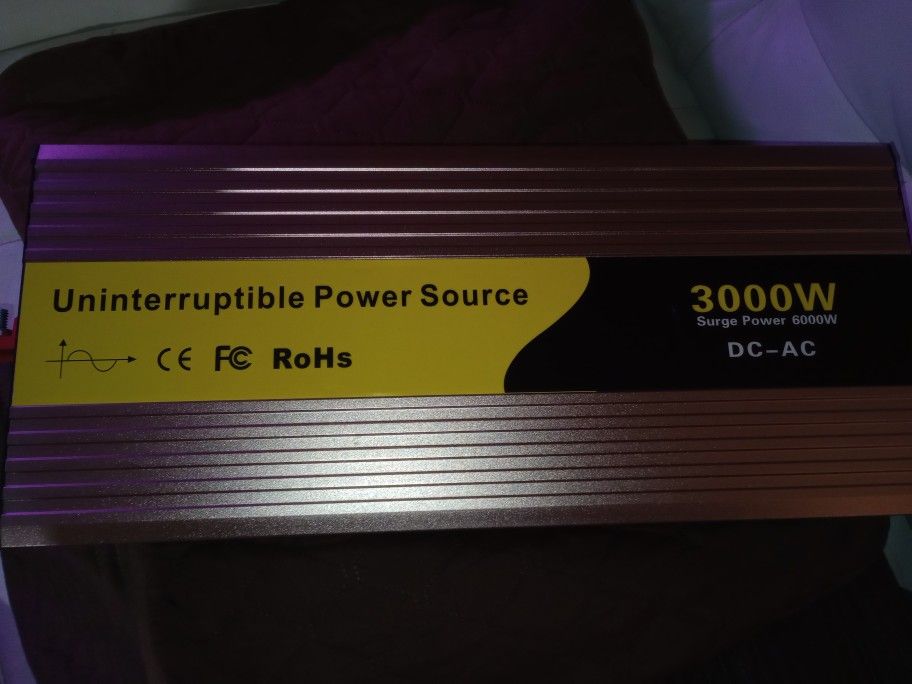 Uninterruptible Power Source
CE FC RoHs
3000W
Surge Power 6000W
DC-AC